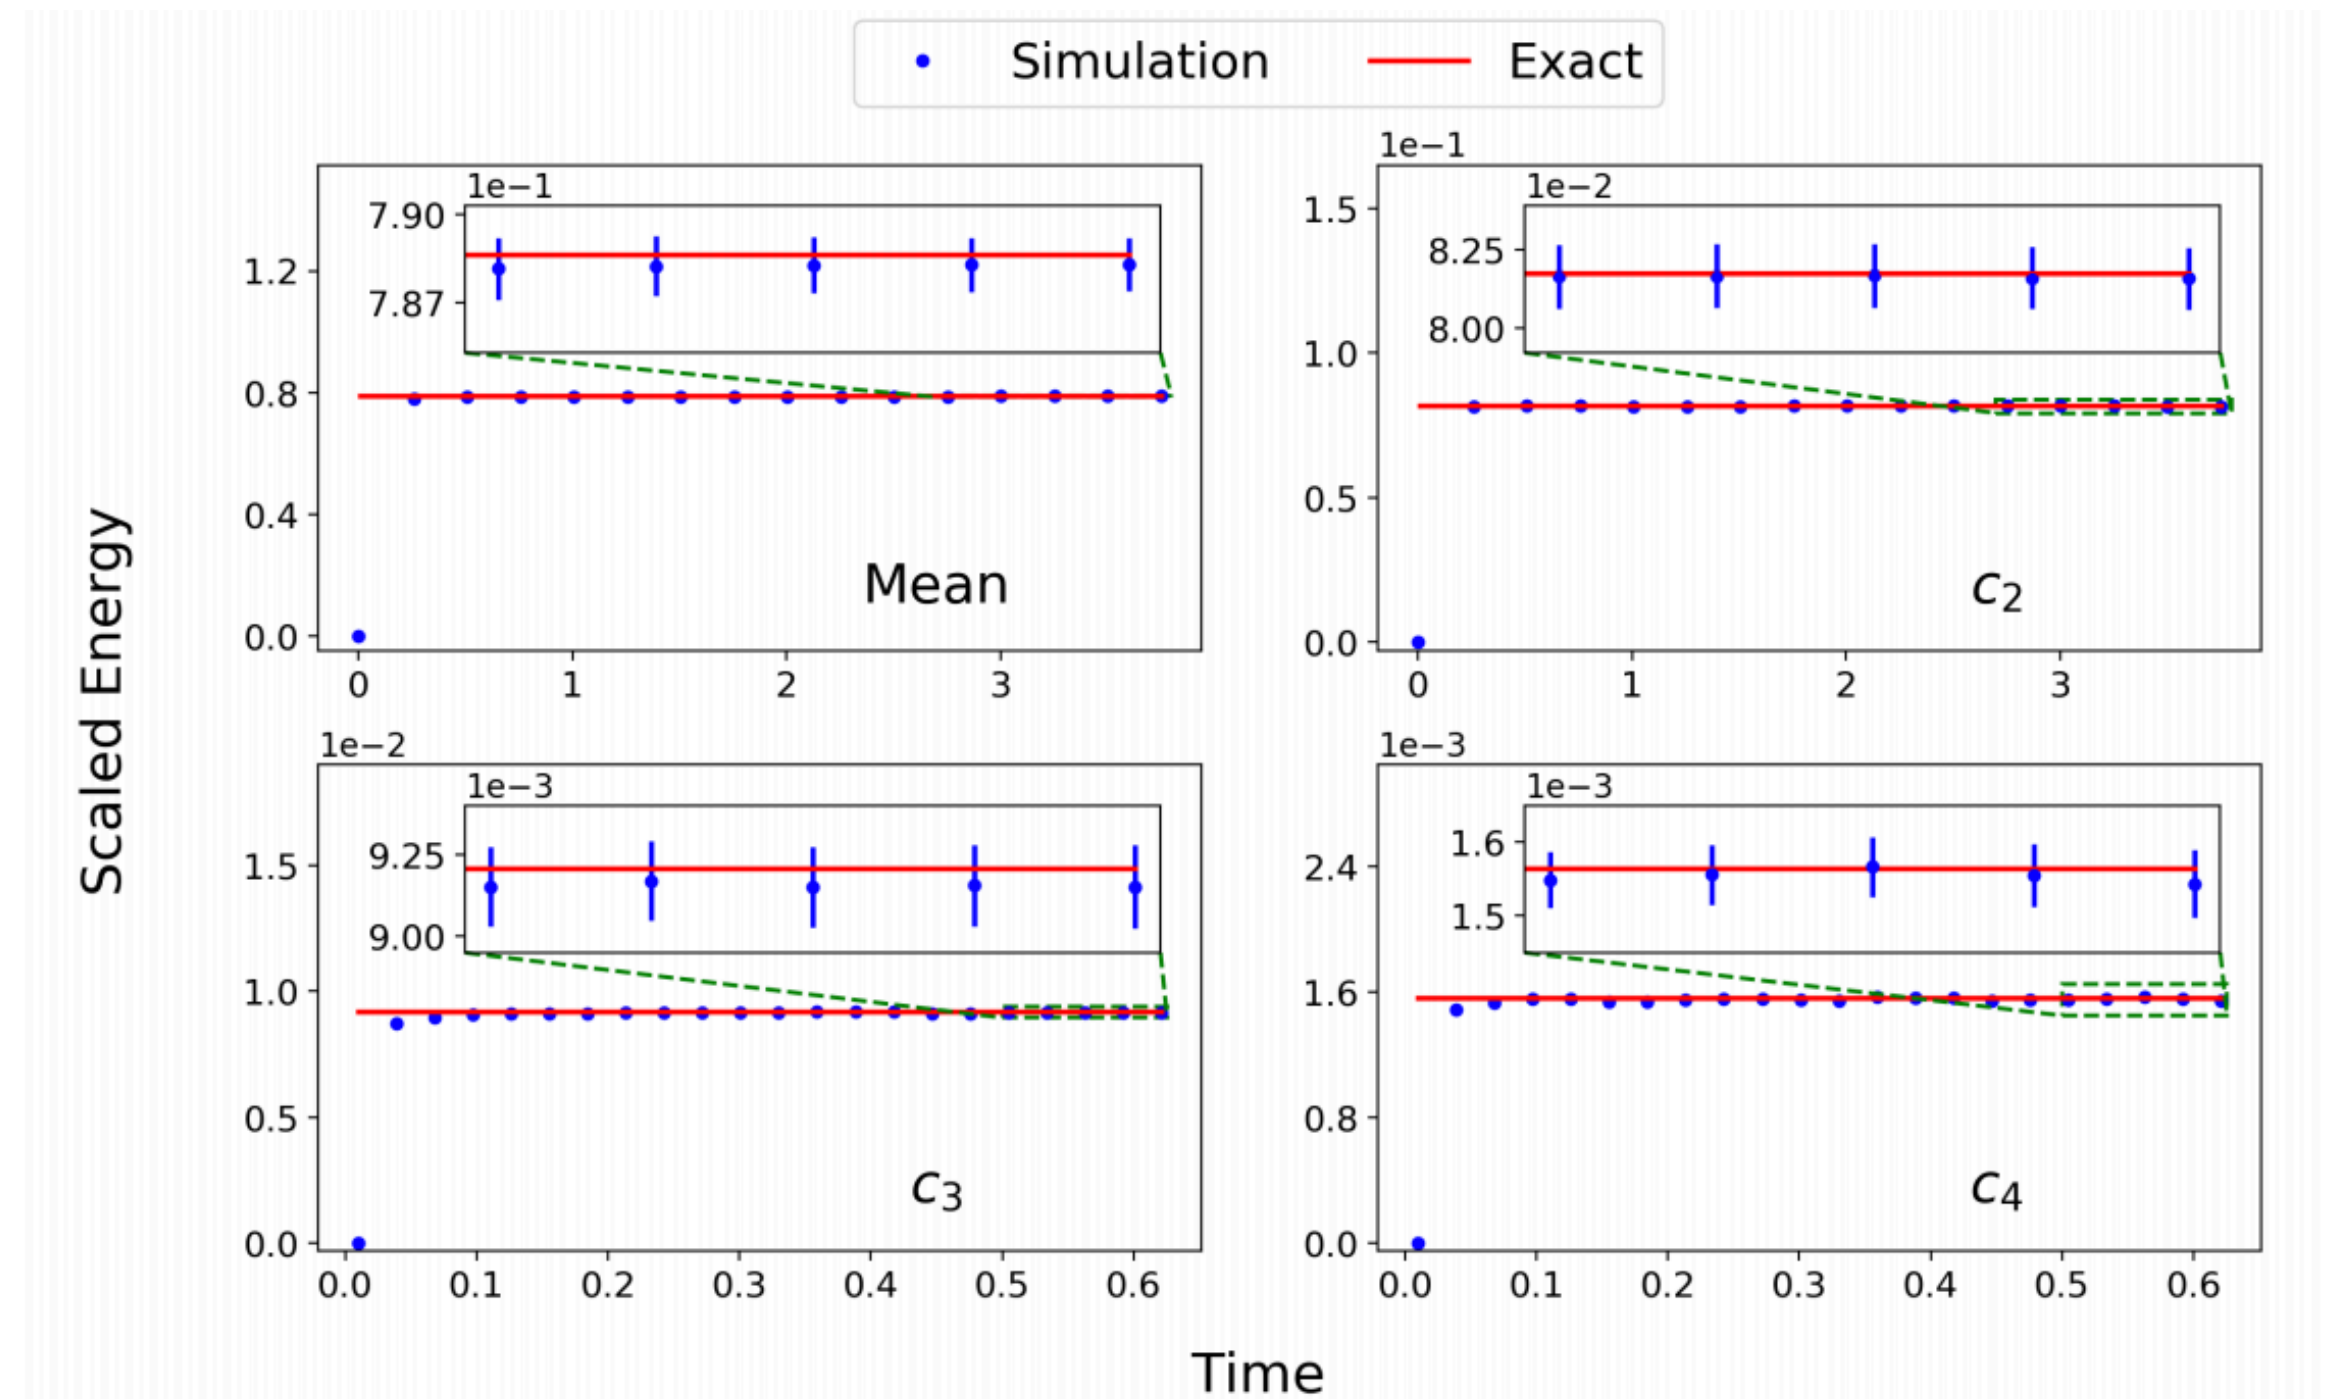 Simulation Exact
Scaled Energy
1e−1
7.90
7.87
1.2
0.8
0.4
0.0
Mean
0 1 2 3
1e−1
1e−2
8.25
8.00
1.5
1.0
0.5
0.0
c2
0 1 2 3
1e−2
1e−3
9.25
9.00
1.5
1.0
0.5
0.0
c3
0.0 0.1 0.2 0.3 0.4 0.5 0.6
1e−3
1e−3
1.6
1.5
2.4
1.6
0.8
0.0
c4
0.0 0.1 0.2 0.3 0.4 0.5 0.6
Time